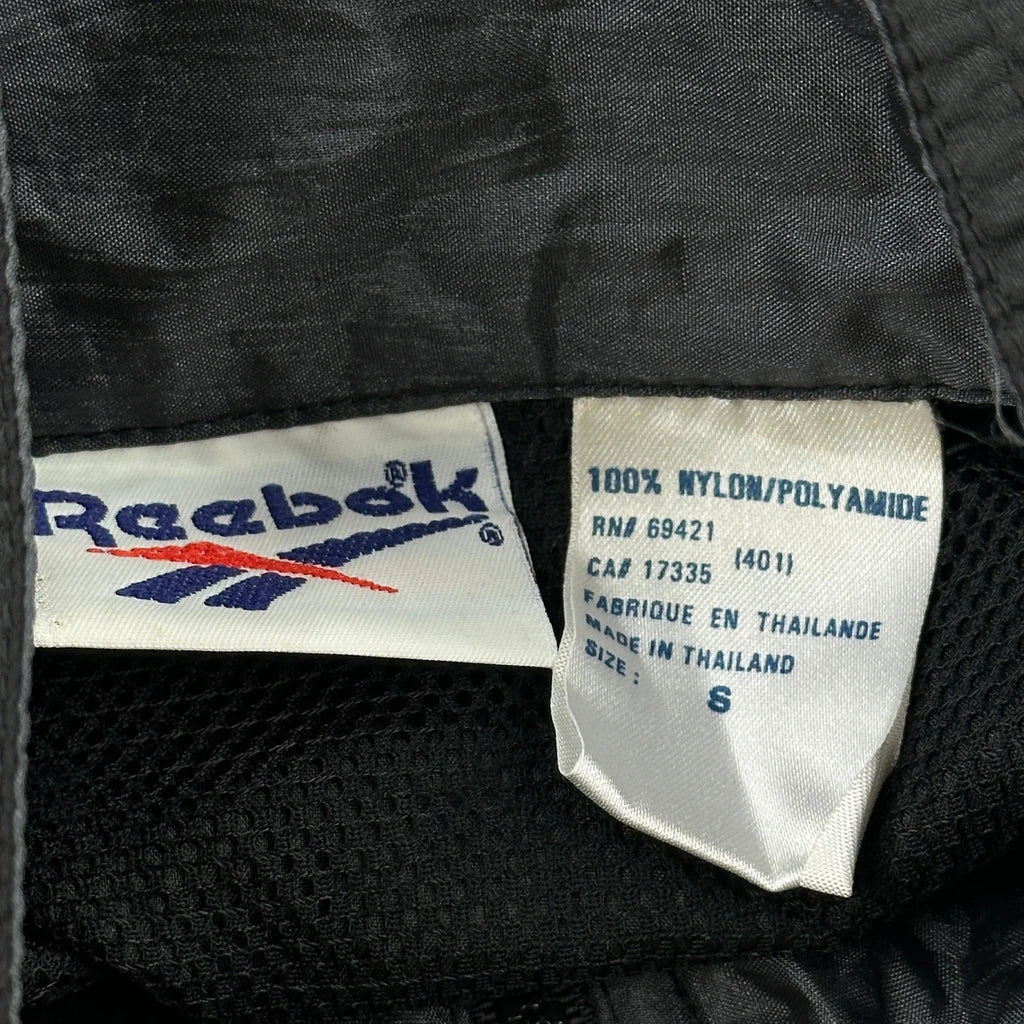 Reebok®
®
100% NYLON/POLYAMIDE
RN# 69421
CA# 17335 (401)
FABRIQUE EN THAILANDE
MADE IN THAILAND
SIZE :
S